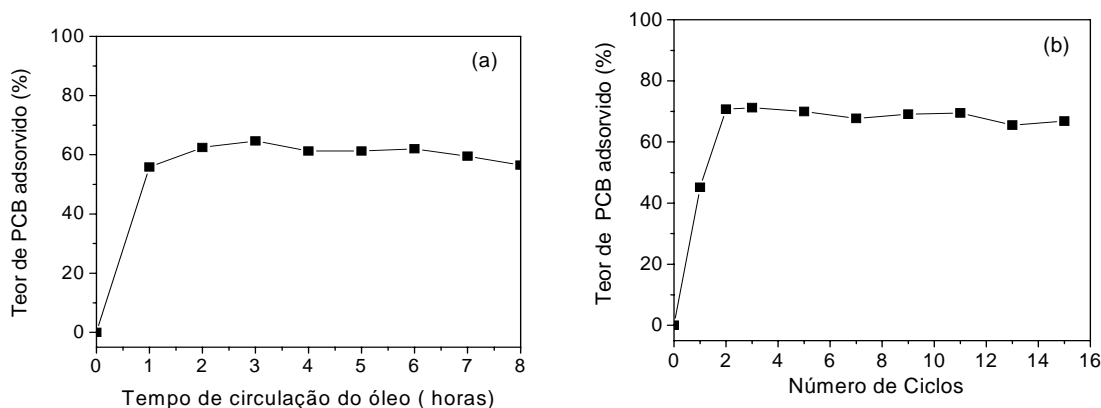 (a)
Teor de PCB adsorvido (%)
100
80
60
40
20
0
0 1 2 3 4 5 6 7 8
Tempo de circulação do óleo ( horas)
(b)
Teor de PCB adsorvido (%)
100
80
60
40
20
0
0 2 4 6 8 10 12 14 16
Número de Ciclos